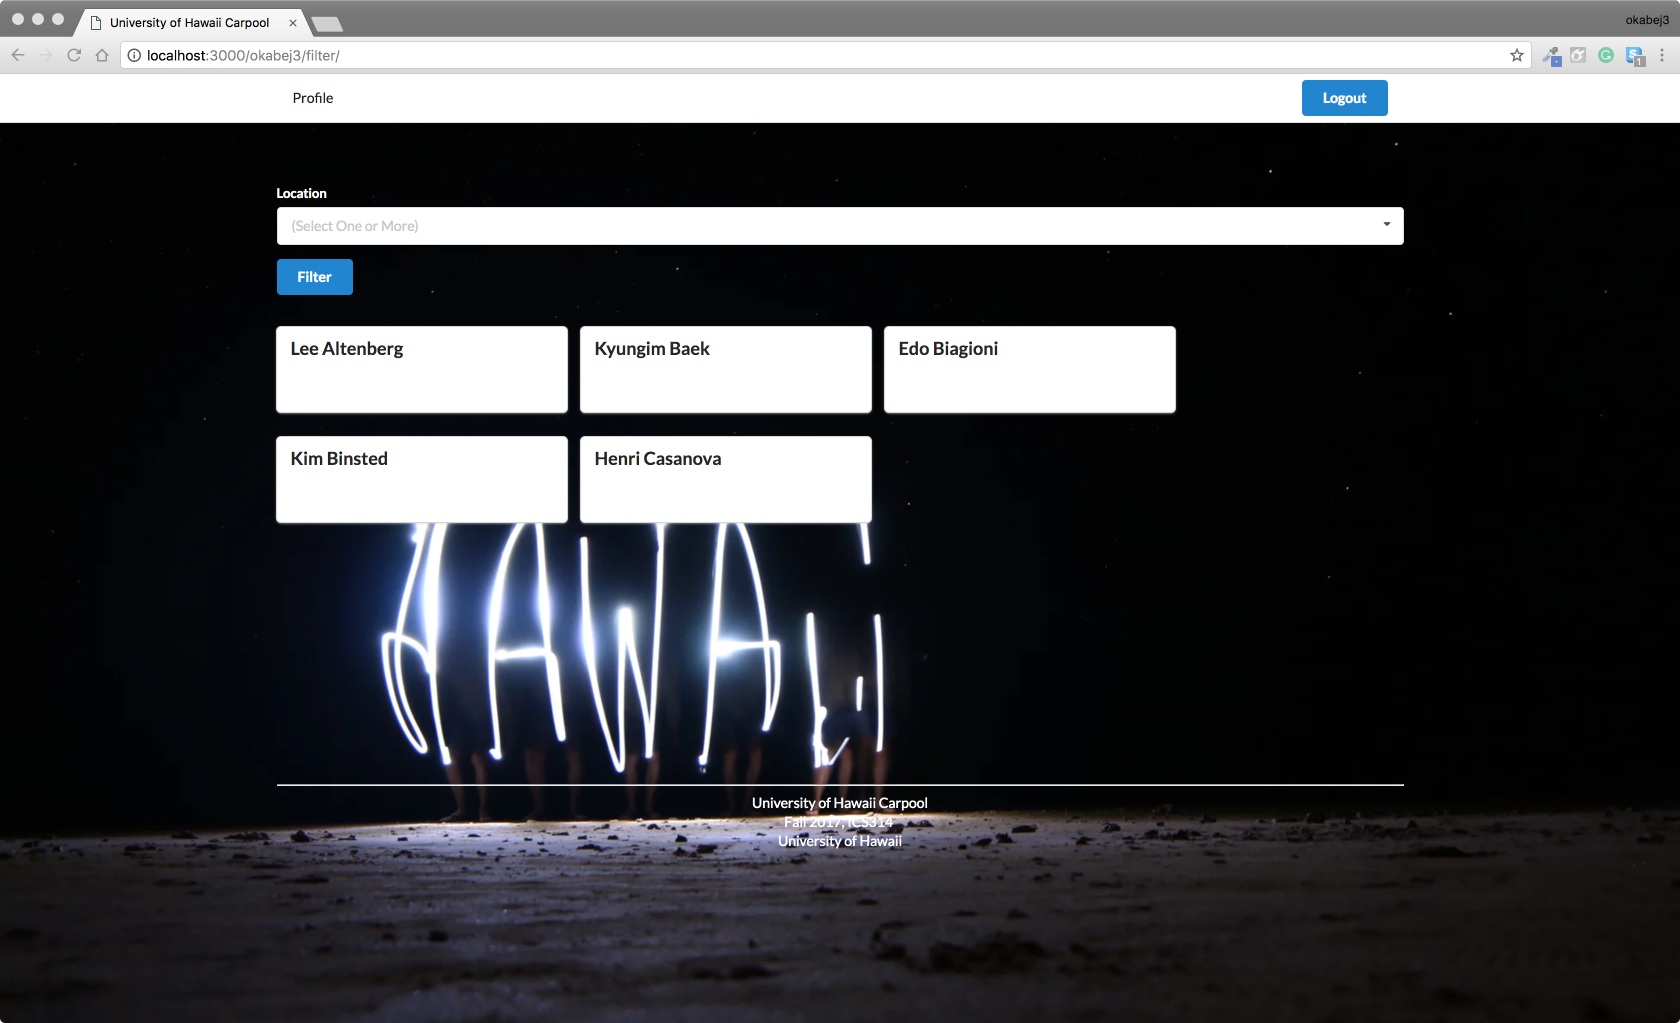 University of Hawaii Carpool
okabej3
localhost:3000/okabej3/filter/
1
Profile
Logout
Location
(Select One or More)
Filter
Lee Altenberg
Kyungim Baek
Edo Biagioni
Kim Binsted
Henri Casanova
HAWAii
University of Hawaii Carpool
Fall 2017, ICS314
University of Hawaii